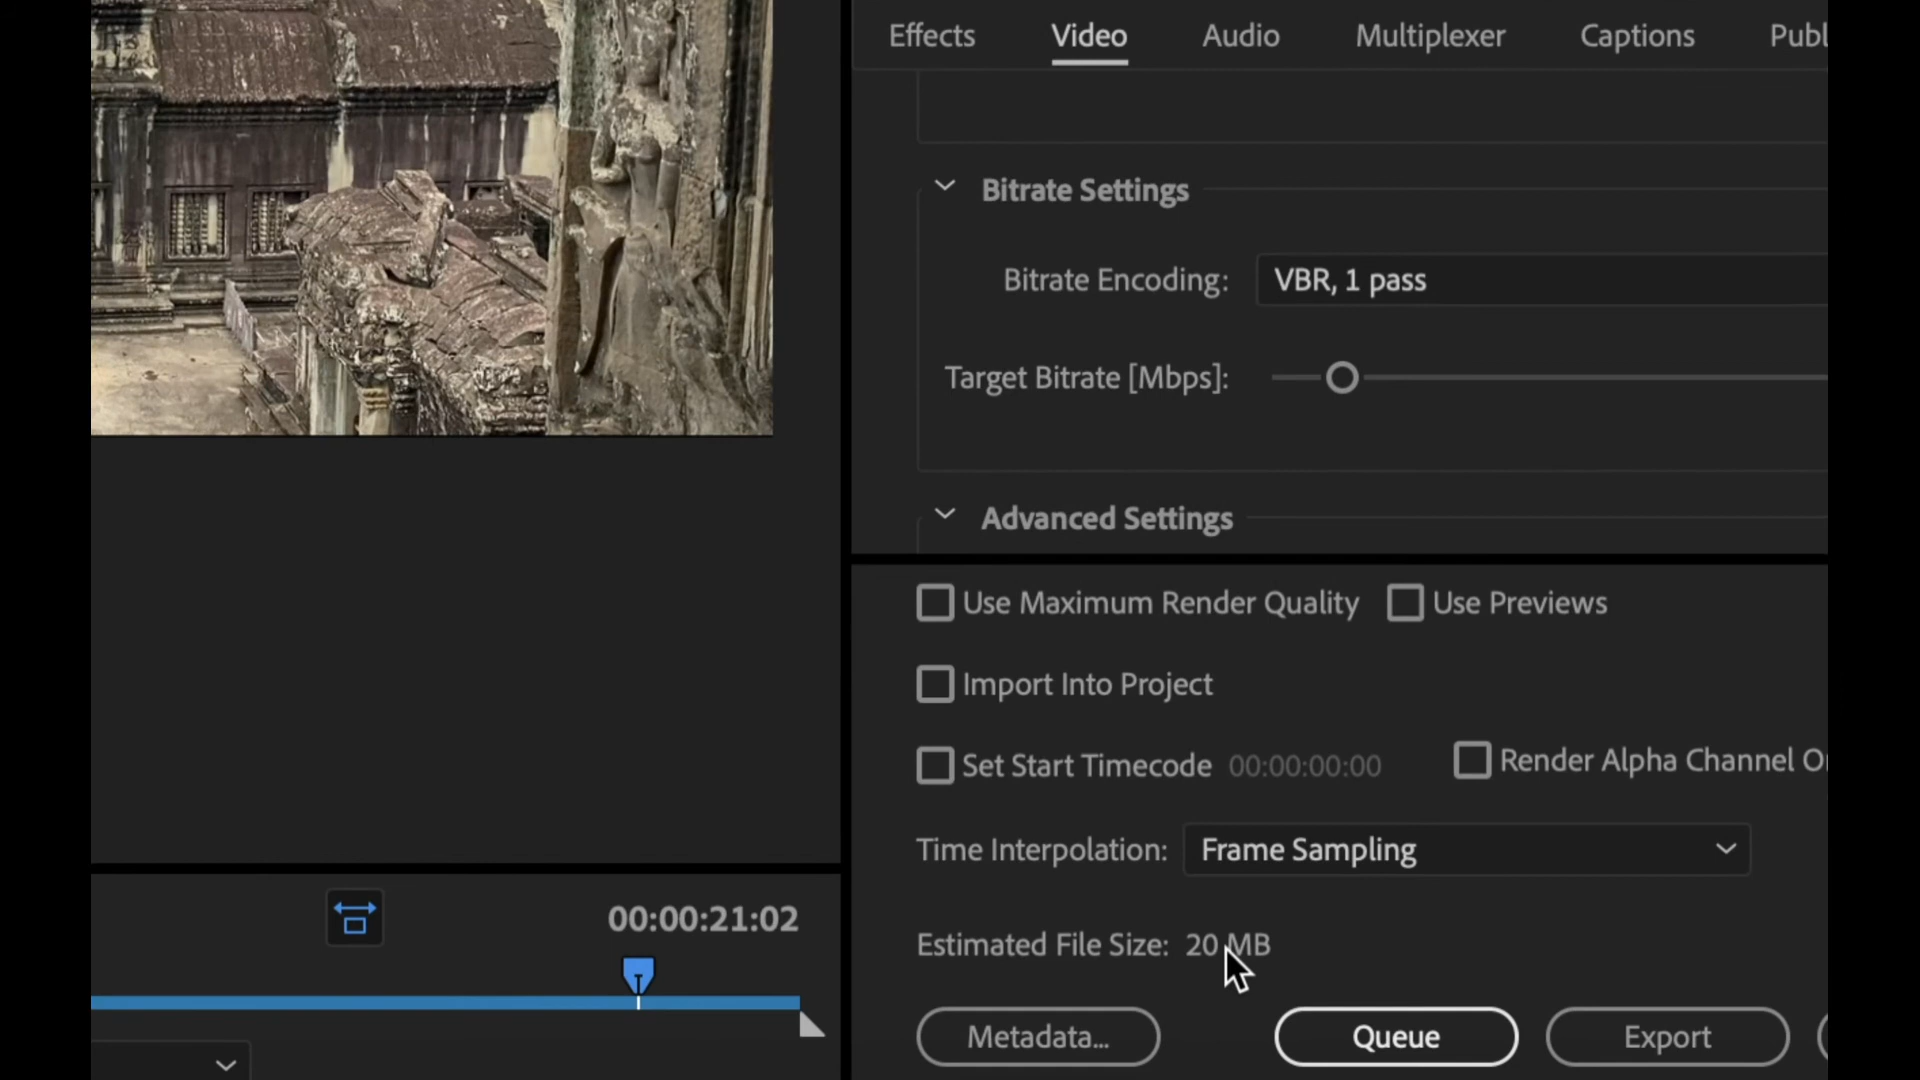 Effects Video Audio Multiplexer Captions Publ
Bitrate Settings
Bitrate Encoding: VBR, 1 pass
Target Bitrate [Mbps]:
Advanced Settings
Use Maximum Render Quality Use Previews
Import Into Project
Set Start Timecode 00:00:00:00 Render Alpha Channel O
Time Interpolation: Frame Sampling
00:00:21:02
Estimated File Size: 20 MB
Metadata... Queue Export